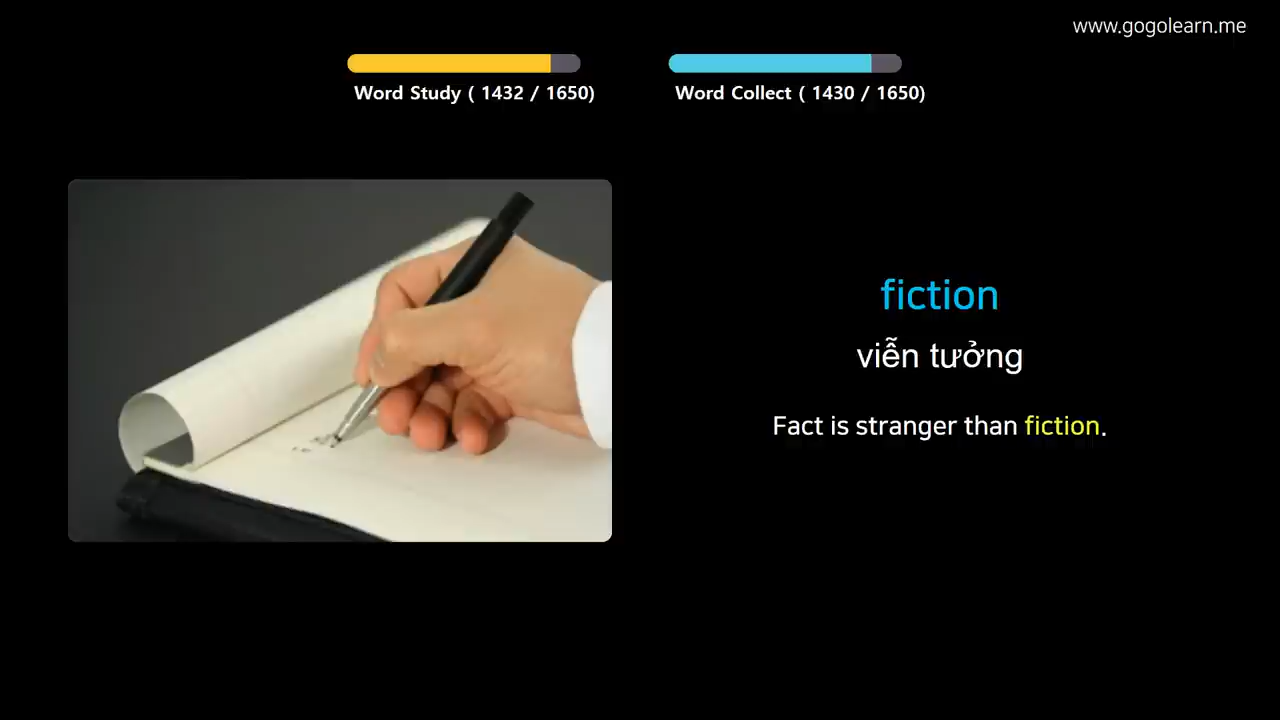 www.gogolearn.me
Word Study ( 1432 / 1650)
Word Collect ( 1430 / 1650)
fiction
viễn tưởng
Fact is stranger than fiction.